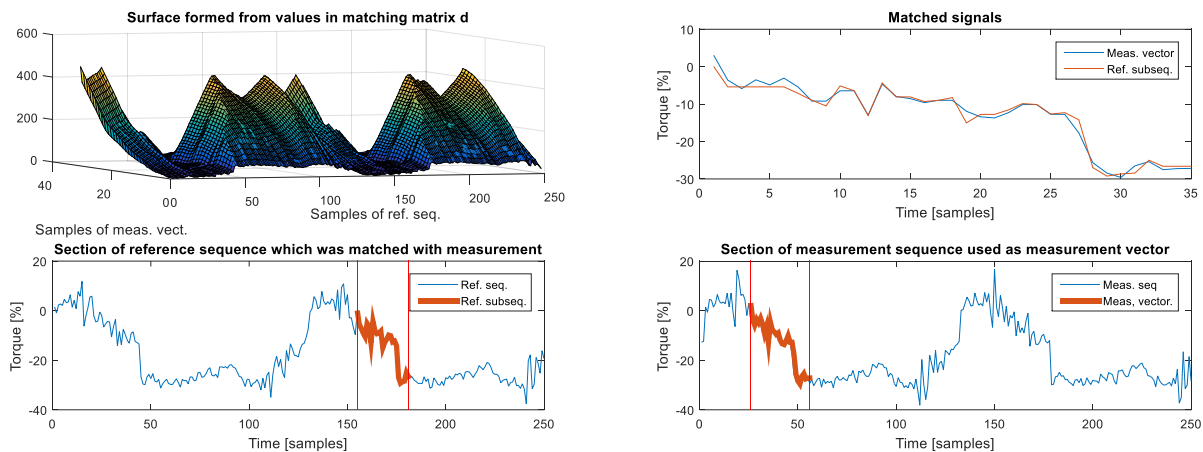 Surface formed from values in matching matrix d
600
400
200
0
40
20
00
50
100
150
200
250
Samples of ref. seq.
Samples of meas. vect.
Matched signals
10
0
-10
-20
-30
Torque [%]
Meas. vector
Ref. subseq.
0 5 10 15 20 25 30 35
Time [samples]
Section of reference sequence which was matched with measurement
20
0
-20
-40
Torque [%]
Ref. seq.
Ref. subseq.
0 50 100 150 200 250
Time [samples]
Section of measurement sequence used as measurement vector
20
0
-20
-40
Torque [%]
Meas. seq
Meas, vector.
0 50 100 150 200 250
Time [samples]